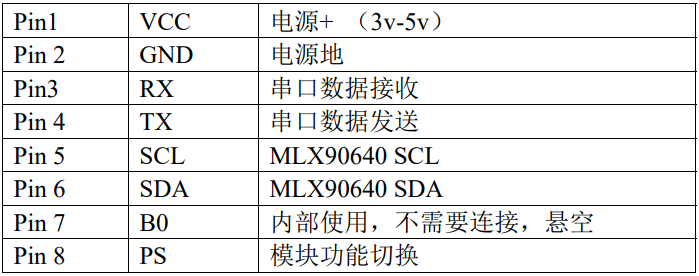 Pin1 VCC 电源+ （3v-5v）
Pin 2 GND 电源地
Pin3 RX 串口数据接收
Pin 4 TX 串口数据发送
Pin 5 SCL MLX90640 SCL
Pin 6 SDA MLX90640 SDA
Pin 7 B0 内部使用，不需要连接，悬空
Pin 8 PS 模块功能切换